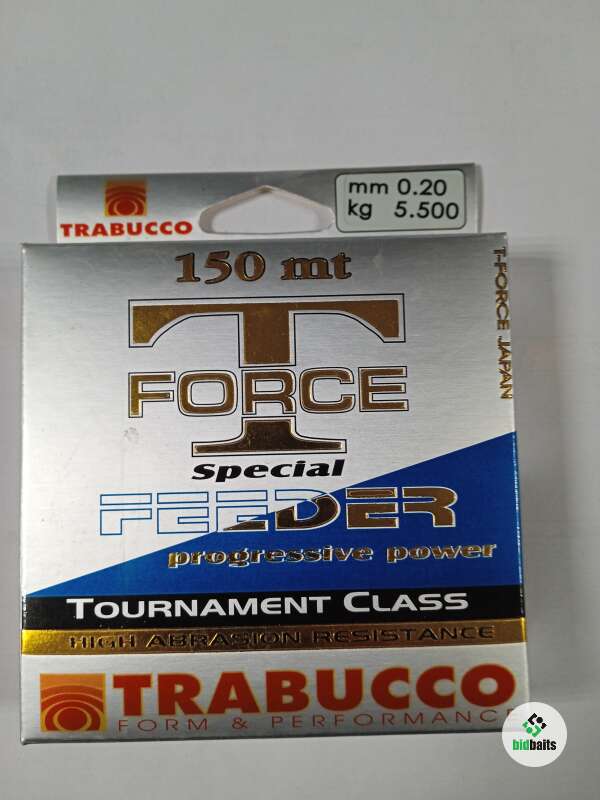 TRABUCCO
mm 0.20
kg 5.500
150 mt
T
FORCE
Special
FEEDER
progressive power
TOURNAMENT CLASS
HIGH ABRASION RESISTANCE
TRABUCCO
FORM & PERFORMANCE
T-FORCE JAPAN
bidbaits